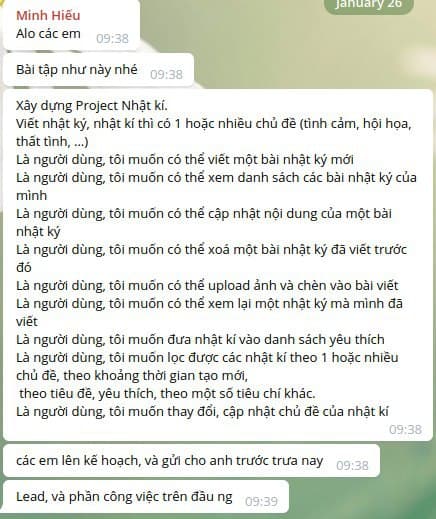 January 26
Minh Hiếu
Alo các em 09:38
Bài tập như này nhé 09:38
Xây dựng Project Nhật kí.
Viết nhật ký, nhật kí thì có 1 hoặc nhiều chủ đề (tình cảm, hội họa,
thất tình, ...)
Là người dùng, tôi muốn có thể viết một bài nhật ký mới
Là người dùng, tôi muốn có thể xem danh sách các bài nhật ký của
mình
Là người dùng, tôi muốn có thể cập nhật nội dung của một bài
nhật ký
Là người dùng, tôi muốn có thể xoá một bài nhật ký đã viết trước
đó
Là người dùng, tôi muốn có thể upload ảnh và chèn vào bài viết
Là người dùng, tôi muốn có thể xem lại một nhật ký mà mình đã
viết
Là người dùng, tôi muốn đưa nhật kí vào danh sách yêu thích
Là người dùng, tôi muốn lọc được các nhật kí theo 1 hoặc nhiều
chủ đề, theo khoảng thời gian tạo mới,
theo tiêu đề, yêu thích, theo một số tiêu chí khác.
Là người dùng, tôi muốn thay đổi, cập nhật chủ đề của nhật kí
09:38
các em lên kế hoạch, và gửi cho anh trước trưa nay 09:38
Lead, và phân công việc trên đầu ng 09:39